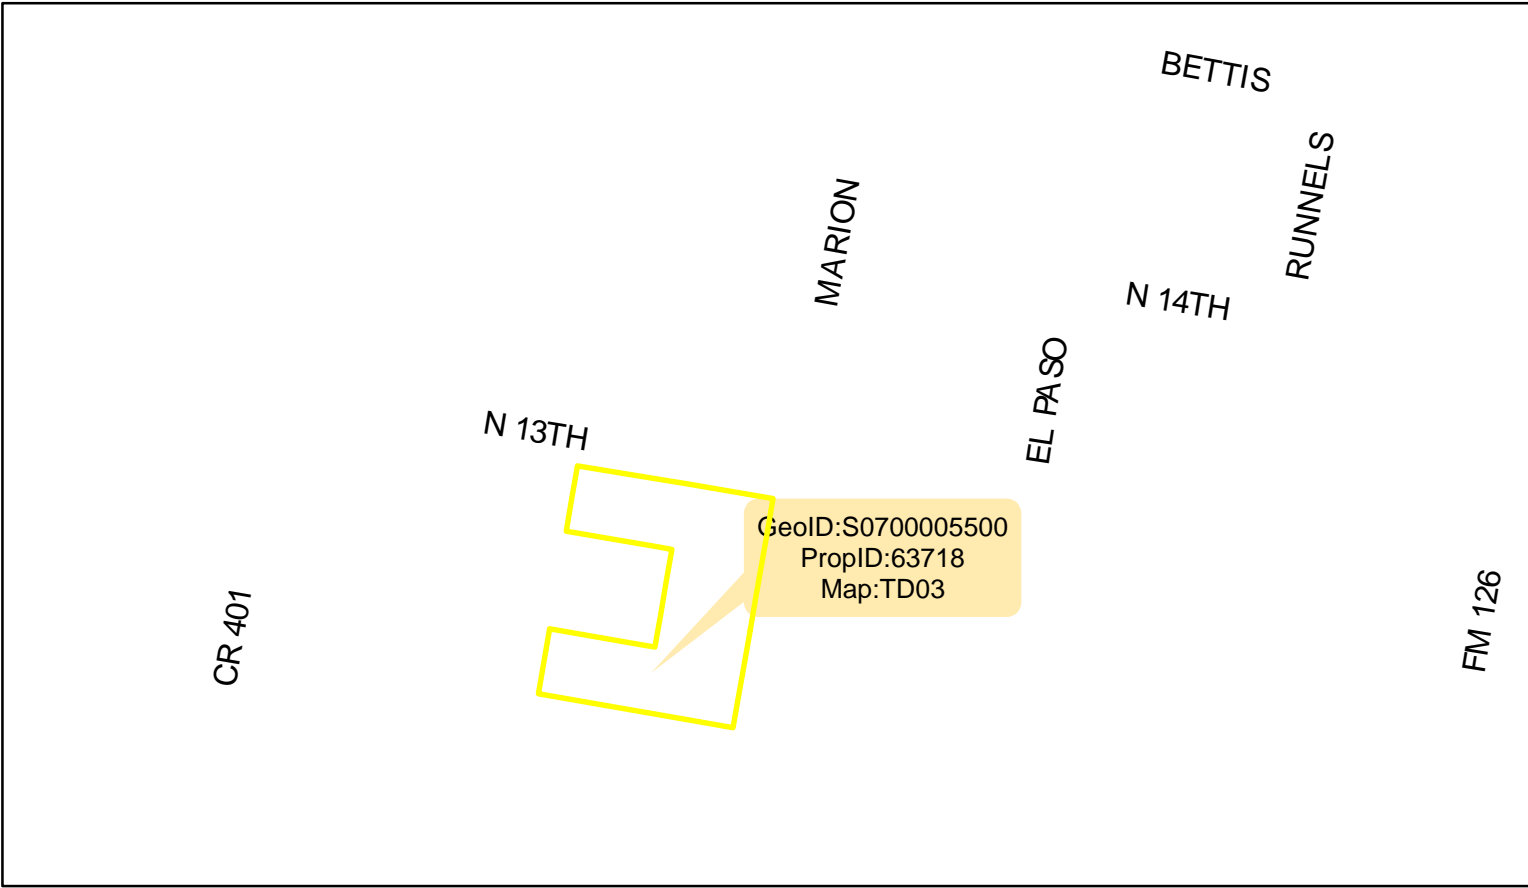 BETTIS
RUNNELS
MARION
N 14TH
EL PASO
N 13TH
GeoID:S0700005500
PropID:63718
Map:TD03
CR 401
FM 126